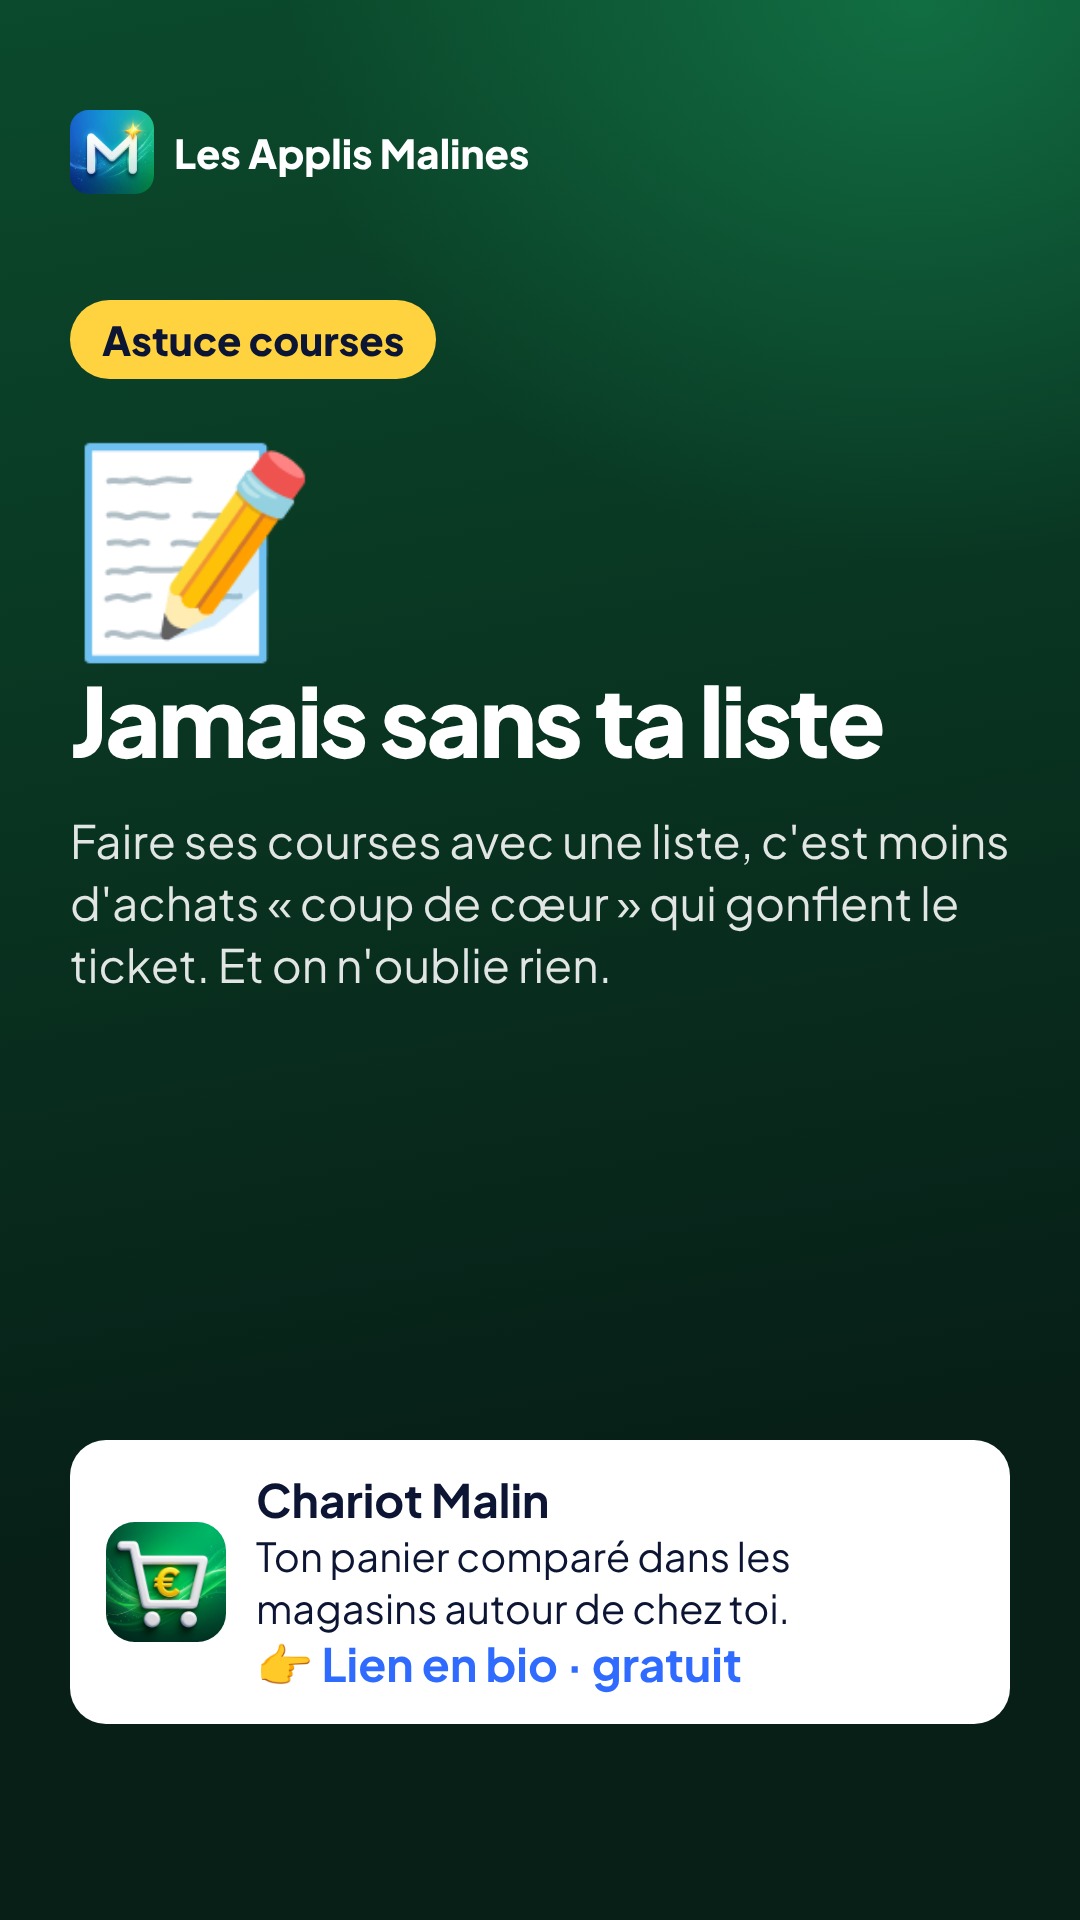 M
Les Applis Malines
Astuce courses
Jamais sans ta liste
Faire ses courses avec une liste, c'est moins
d'achats « coup de cœur » qui gonflent le
ticket. Et on n'oublie rien.
Chariot Malin
€
Ton panier comparé dans les
magasins autour de chez toi.
👉 Lien en bio · gratuit